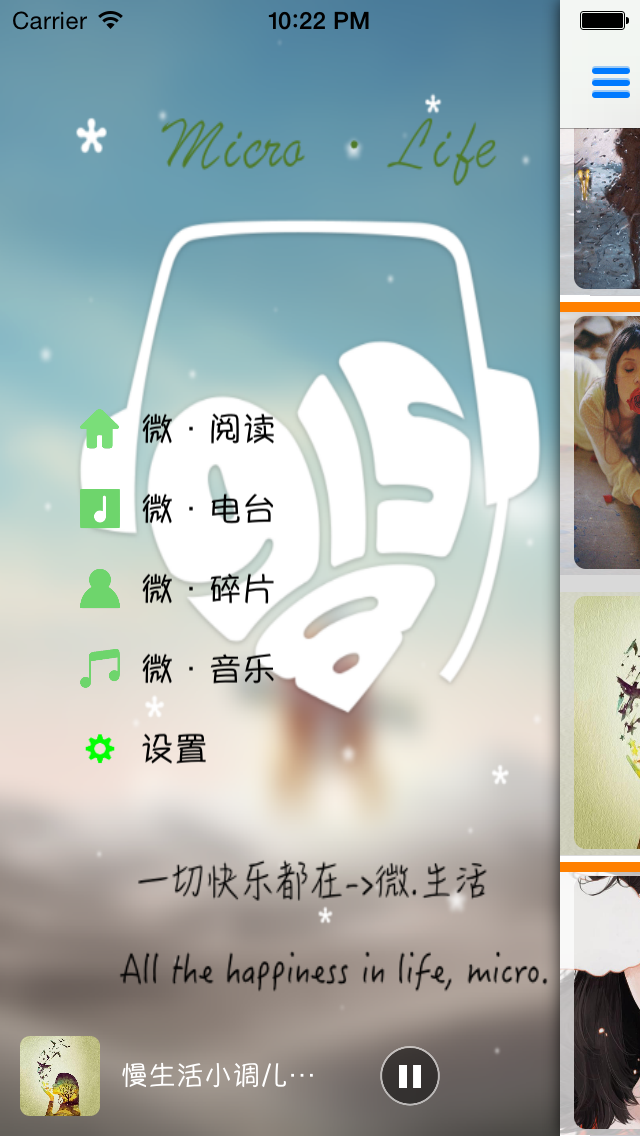 Carrier 10:22 PM
Micro · Life
915
微 · 阅读
微 · 电台
微 · 碎片
微 · 音乐
设置
一切快乐都在->微.生活
All the happiness in life, micro.
慢生活小调儿…